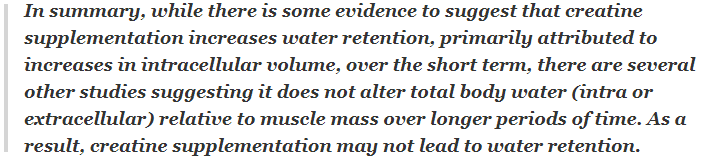 In summary, while there is some evidence to suggest that creatine
supplementation increases water retention, primarily attributed to
increases in intracellular volume, over the short term, there are several
other studies suggesting it does not alter total body water (intra or
extracellular) relative to muscle mass over longer periods of time. As a
result, creatine supplementation may not lead to water retention.